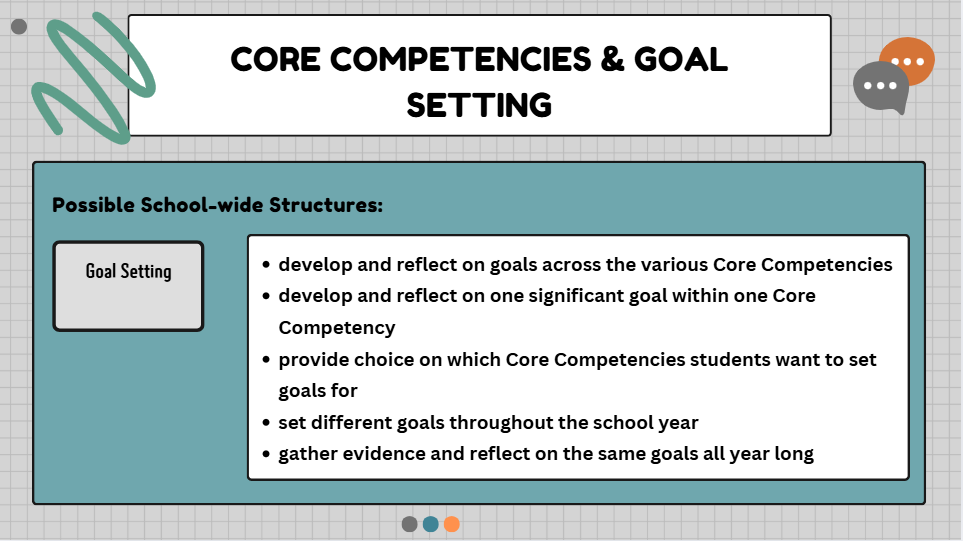 CORE COMPETENCIES & GOAL
SETTING
Possible School-wide Structures:
Goal Setting
• develop and reflect on goals across the various Core Competencies
• develop and reflect on one significant goal within one Core
Competency
• provide choice on which Core Competencies students want to set
goals for
• set different goals throughout the school year
• gather evidence and reflect on the same goals all year long